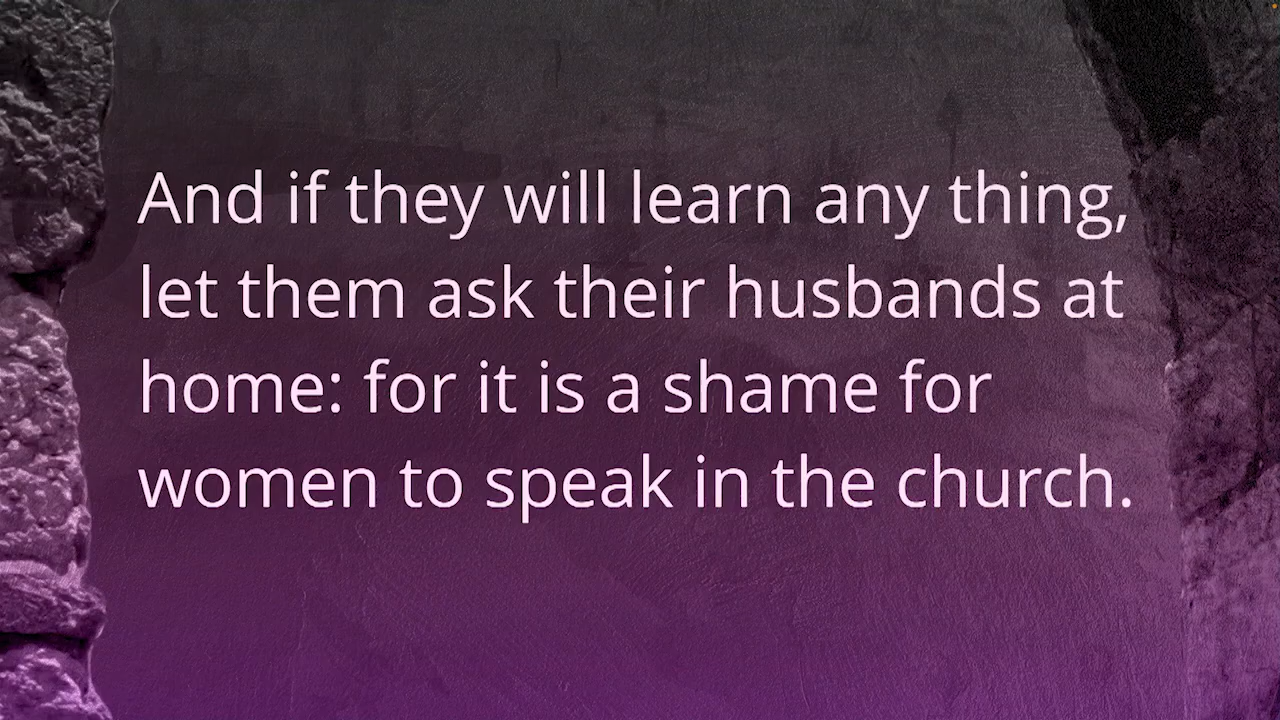 And if they will learn any thing,
let them ask their husbands at
home: for it is a shame for
women to speak in the church.